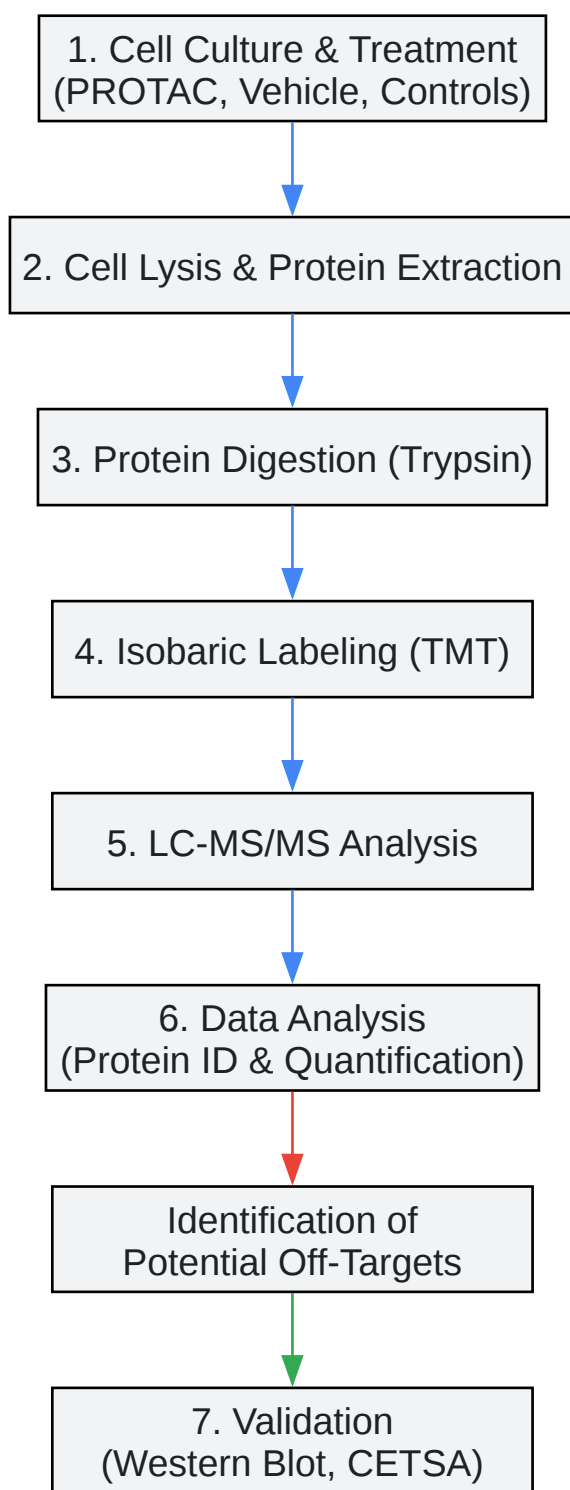 1. Cell Culture & Treatment
(PROTAC, Vehicle, Controls)
2. Cell Lysis & Protein Extraction
3. Protein Digestion (Trypsin)
4. Isobaric Labeling (TMT)
5. LC-MS/MS Analysis
6. Data Analysis
(Protein ID & Quantification)
Identification of
Potential Off-Targets
7. Validation
(Western Blot, CETSA)